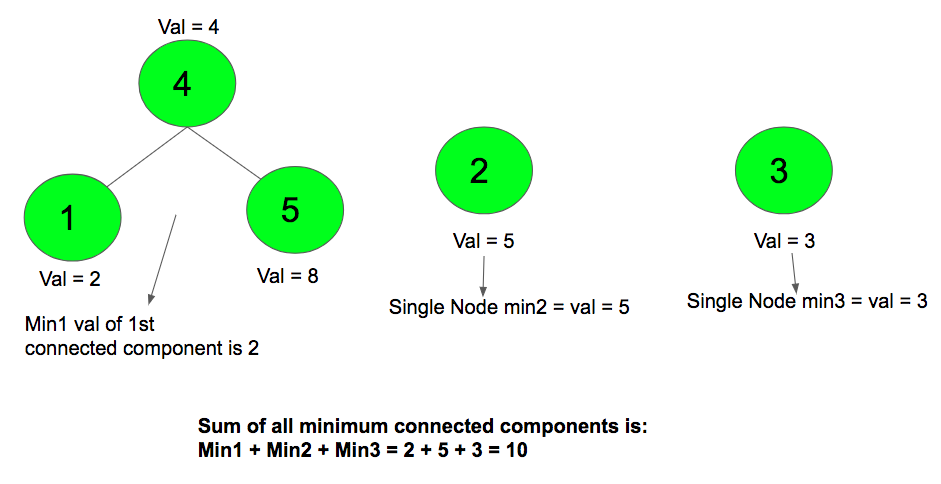 Val = 4
4
1
5
2
3
Val = 2
Val = 8
Val = 5
Val = 3
Min1 val of 1st
connected component is 2
Single Node min2 = val = 5
Single Node min3 = val = 3
Sum of all minimum connected components is:
Min1 + Min2 + Min3 = 2 + 5 + 3 = 10